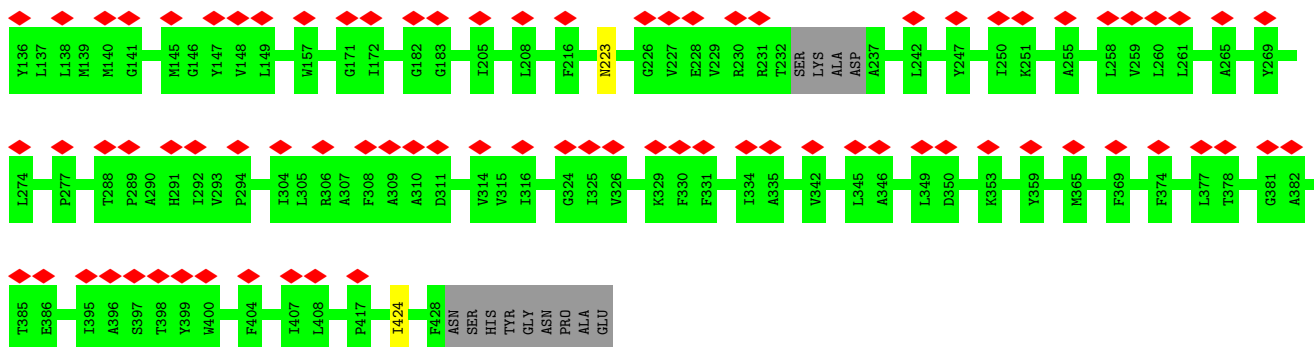 Y136 L137 L138 M139 M140 G141 M145 G146 Y147 V148 L149 W157 G171 I172 G182 G183 I205 L208 F216 N223 G226 V227 E228 V229 R230 R231 T232 SER LYS ALA ASP A237 L242 Y247 I250 K251 A255 L258 V259 L260 L261 A265 Y269
L274 P277 T288 P289 A290 H291 I292 V293 P294 I304 L305 R306 A307 F308 A309 A310 D311 V314 V315 I316 G324 I325 V326 K329 F330 F331 I334 A335 V342 L345 A346 L349 D350 K353 Y359 M365 F369 F374 L377 T378 G381 A382
T385 E386 I395 A396 S397 T398 Y399 W400 F404 I407 L408 P417 I424 F428 ASN SER HIS TYR GLY ASN PRO ALA GLU